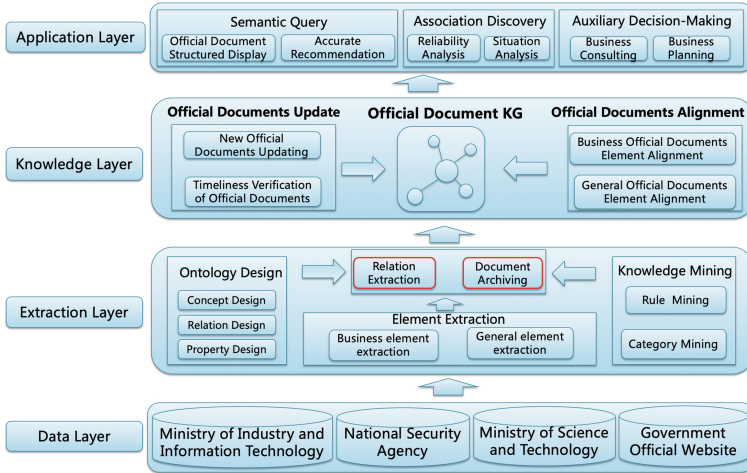 Application Layer
Semantic Query
Official Document
Structured Display
Accurate
Recommendation
Association Discovery
Reliability
Analysis
Situation
Analysis
Auxiliary Decision-Making
Business
Consulting
Business
Planning
Knowledge Layer
Official Documents Update
New Official
Documents Updating
Timeliness Verification
of Official Documents
Official Document KG
Official Documents Alignment
Business Official Documents
Element Alignment
General Official Documents
Element Alignment
Extraction Layer
Ontology Design
Concept Design
Relation Design
Property Design
Relation
Extraction
Document
Archiving
Element Extraction
Business element
extraction
General element
extraction
Knowledge Mining
Rule Mining
Category Mining
Data Layer
Ministry of Industry and
Information Technology
National Security
Agency
Ministry of Science
and Technology
Government
Official Website